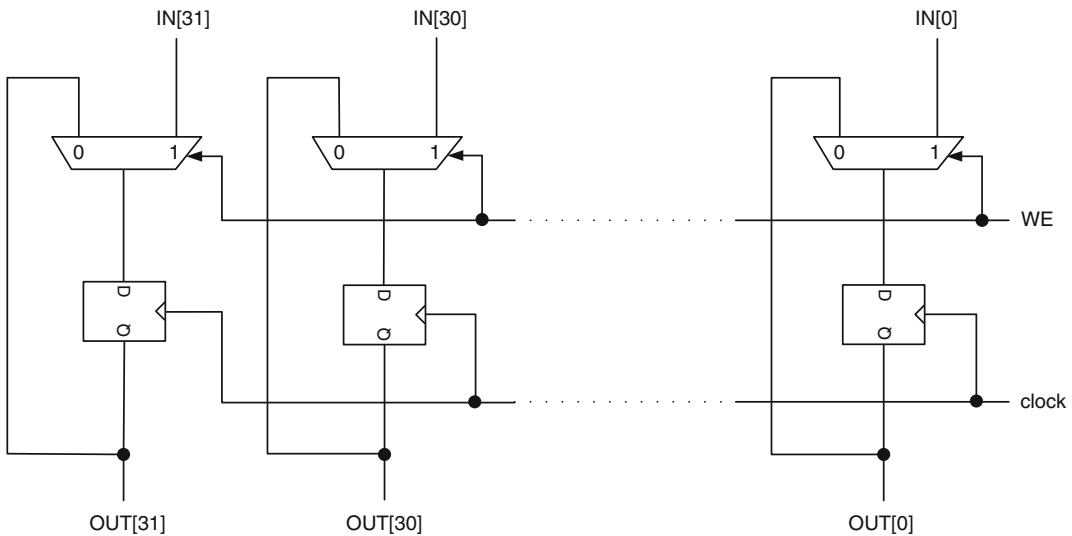 IN[31] IN[30] IN[0]
0 1 0 1 0 1
WE
D D D
Q Q Q
clock
OUT[31] OUT[30] OUT[0]